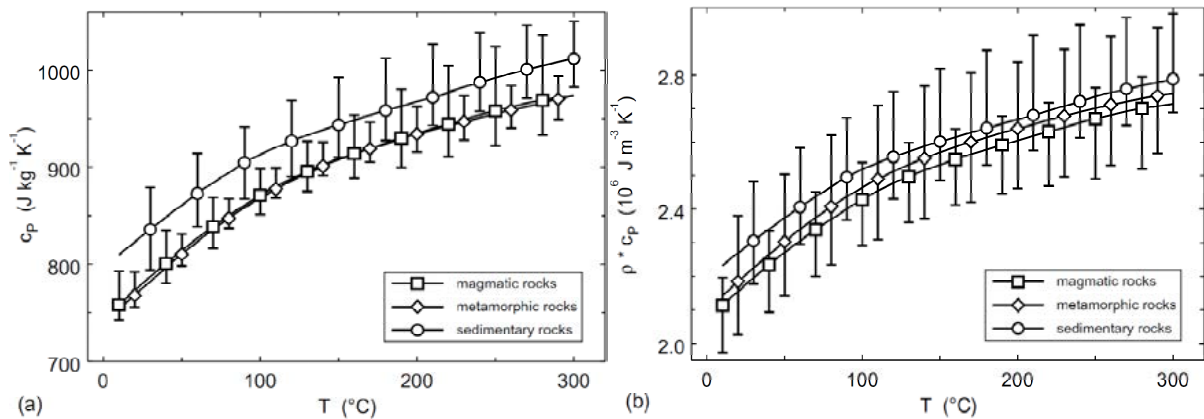 1000
900
800
700
0
100
200
300
c_P (J kg⁻¹ K⁻¹)
T (°C)
(a)
magmatic rocks
metamorphic rocks
sedimentary rocks
2.8
2.4
2.0
0
100
200
300
ρ * c_P (10⁶ J m⁻³ K⁻¹)
T (°C)
(b)
magmatic rocks
metamorphic rocks
sedimentary rocks